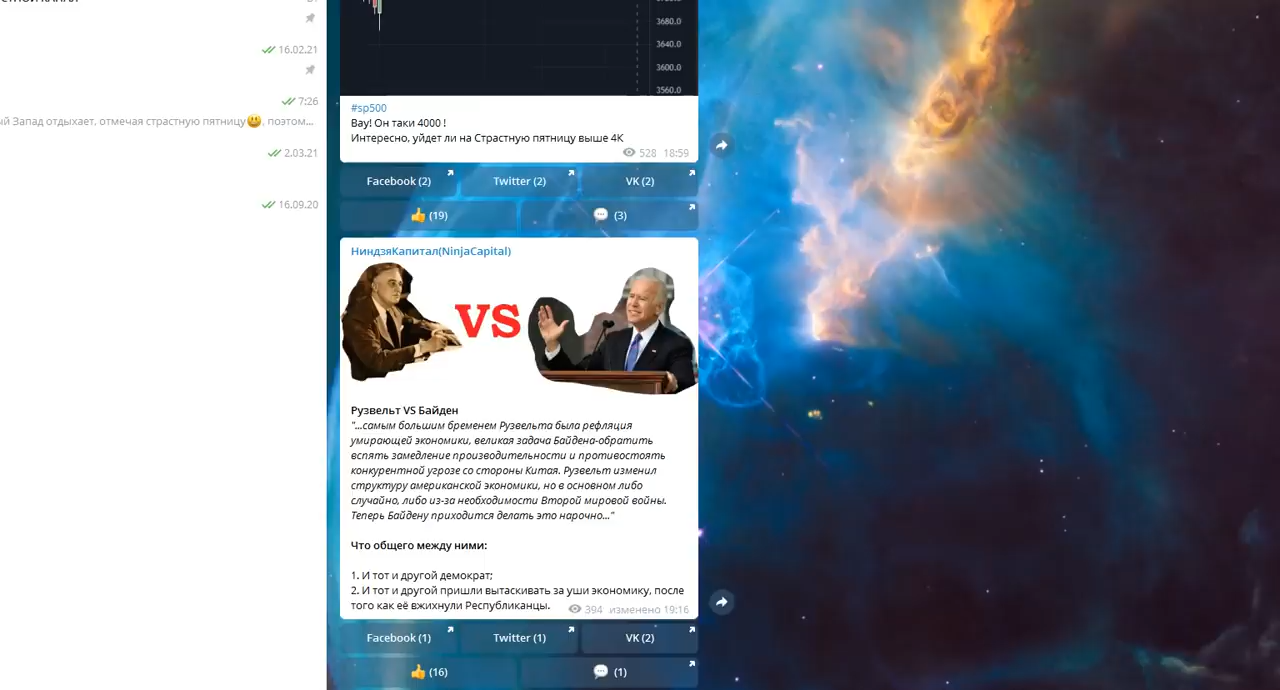 16.02.21
7:26
ый Запад отдыхает, отмечая страстную пятницу😃, поэтом...
2.03.21
16.09.20
3680.0
3640.0
3600.0
3560.0
#sp500
Вау! Он таки 4000 !
Интересно, уйдет ли на Страстную пятницу выше 4К
528 18:59
Facebook (2) Twitter (2) VK (2)
👍 (19) 💬 (3)
НиндзяКапитал(NinjaCapital)
VS
Рузвельт VS Байден
"...самым большим бременем Рузвельта была рефляция
умирающей экономики, великая задача Байдена-обратить
вспять замедление производительности и противостоять
конкурентной угрозе со стороны Китая. Рузвельт изменил
структуру американской экономики, но в основном либо
случайно, либо из-за необходимости Второй мировой войны.
Теперь Байдену приходится делать это нарочно..."
Что общего между ними:
1. И тот и другой демократ;
2. И тот и другой пришли вытаскивать за уши экономику, после
того как её вжихнули Республиканцы.
394 изменено 19:16
Facebook (1) Twitter (1) VK (2)
👍 (16) 💬 (1)